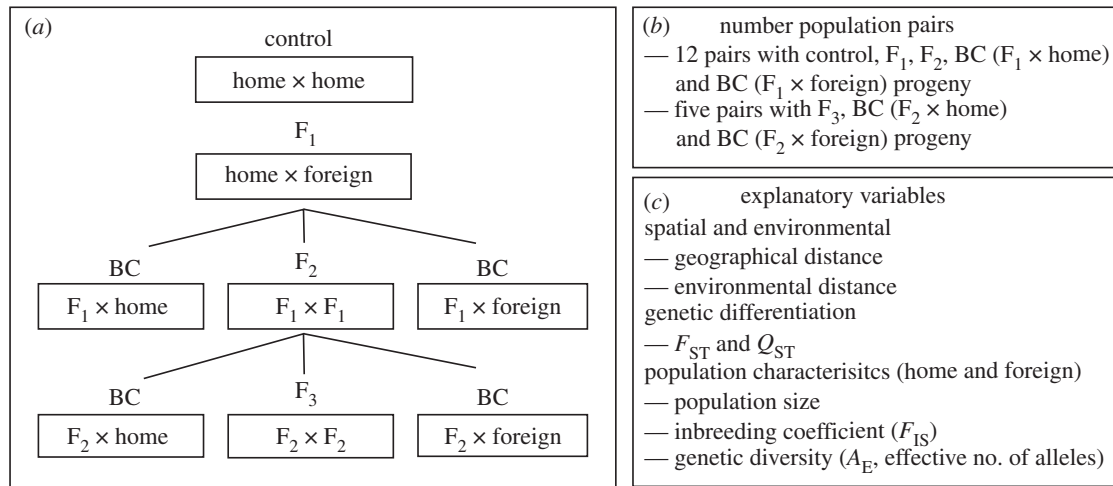 (a)
control
home × home
F1
home × foreign
BC F2 BC
F1 × home F1 × F1 F1 × foreign
BC F3 BC
F2 × home F2 × F2 F2 × foreign
(b) number population pairs
— 12 pairs with control, F1, F2, BC (F1 × home)
and BC (F1 × foreign) progeny
— five pairs with F3, BC (F2 × home)
and BC (F2 × foreign) progeny
(c) explanatory variables
spatial and environmental
— geographical distance
— environmental distance
genetic differentiation
— FST and QST
population characterisitcs (home and foreign)
— population size
— inbreeding coefficient (FIS)
— genetic diversity (AE, effective no. of alleles)